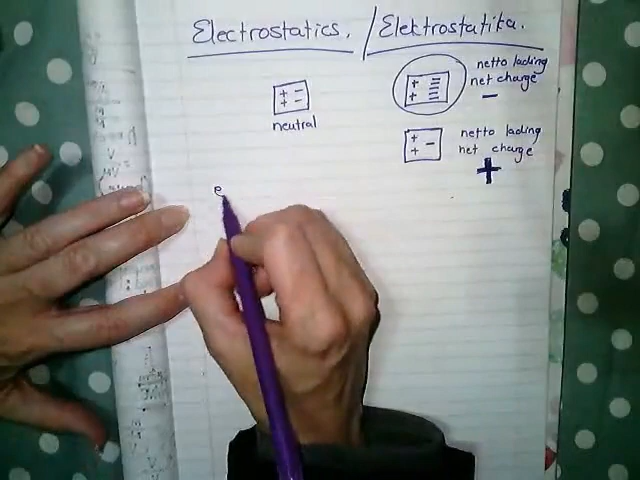 Electrostatics. / Elektrostatika.
+ -
+ -
neutral
+
+
netto lading
net charge
-
+
+ -
netto lading
net charge
+
e